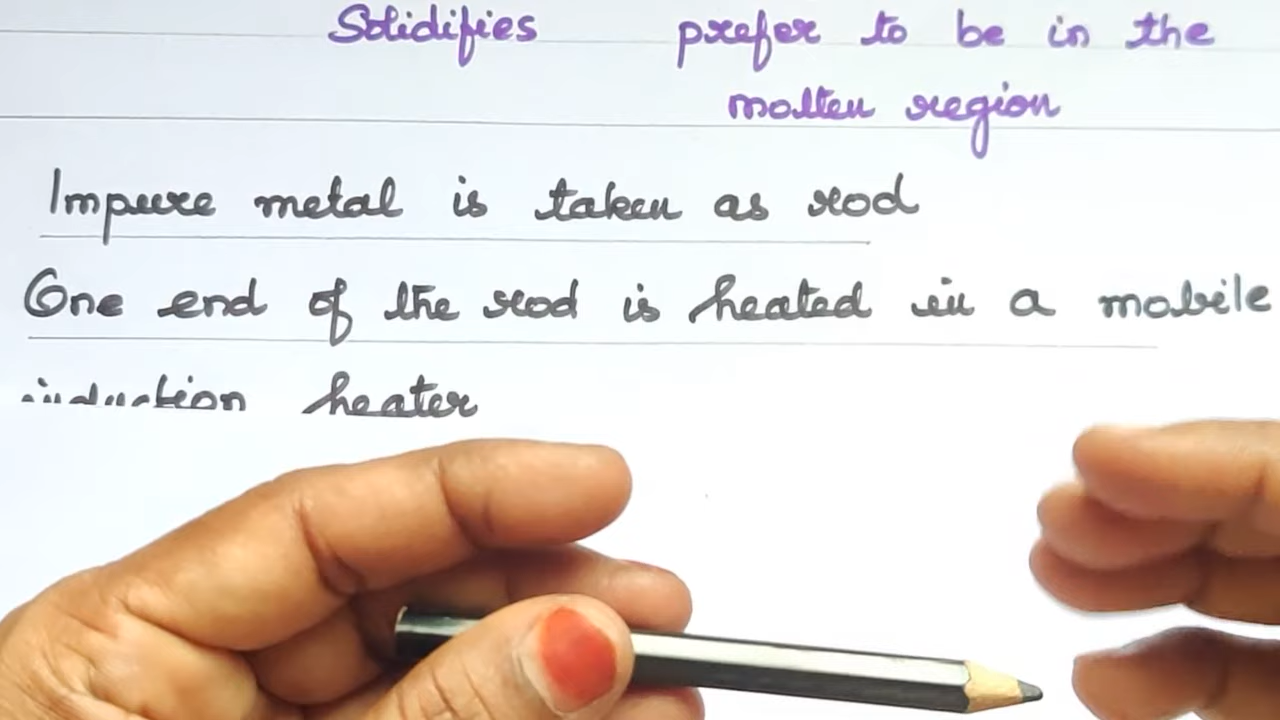 Solidifies prefer to be in the
molten region
Impure metal is taken as rod
One end of the rod is heated in a mobile
induction heater